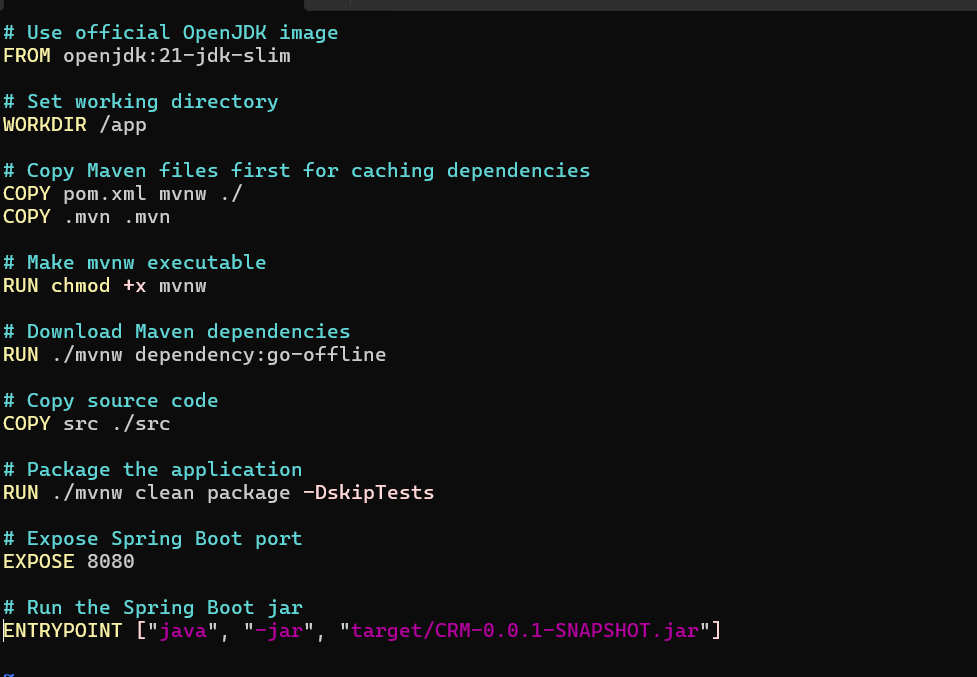 # Use official OpenJDK image
FROM openjdk:21-jdk-slim
# Set working directory
WORKDIR /app
# Copy Maven files first for caching dependencies
COPY pom.xml mvnw ./
COPY .mvn .mvn
# Make mvnw executable
RUN chmod +x mvnw
# Download Maven dependencies
RUN ./mvnw dependency:go-offline
# Copy source code
COPY src ./src
# Package the application
RUN ./mvnw clean package -DskipTests
# Expose Spring Boot port
EXPOSE 8080
# Run the Spring Boot jar
ENTRYPOINT ["java", "-jar", "target/CRM-0.0.1-SNAPSHOT.jar"]
~